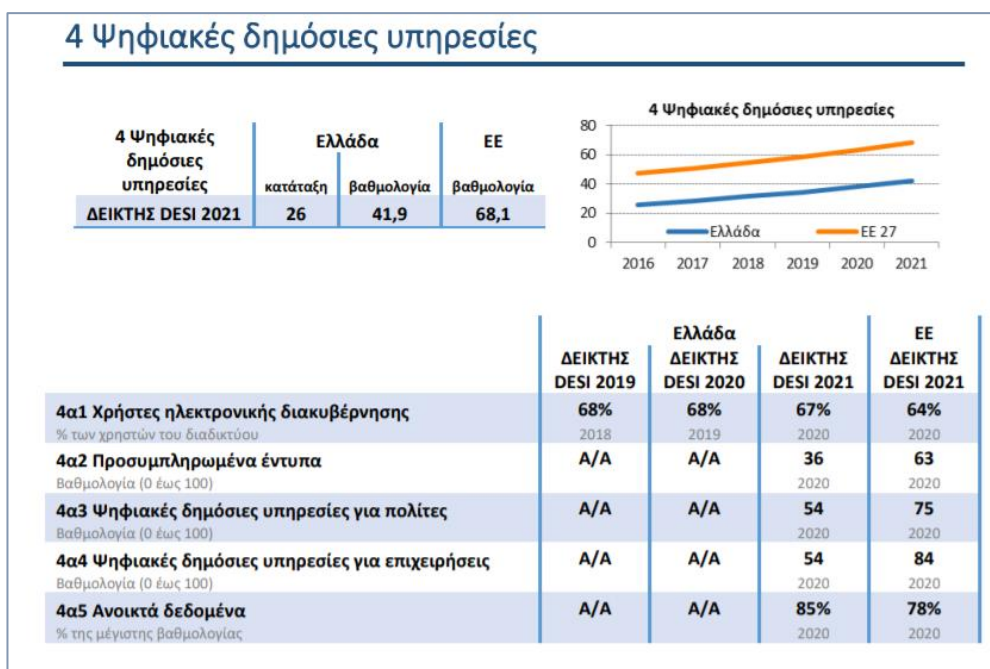 4 Ψηφιακές δημόσιες υπηρεσίες
4 Ψηφιακές
δημόσιες
υπηρεσίες
Ελλάδα
ΕΕ
κατάταξη
βαθμολογία
βαθμολογία
ΔΕΙΚΤΗΣ DESI 2021
26
41,9
68,1
4 Ψηφιακές δημόσιες υπηρεσίες
80
60
40
20
0
Ελλάδα
ΕΕ 27
2016 2017 2018 2019 2020 2021
Ελλάδα
ΕΕ
ΔΕΙΚΤΗΣ ΔΕΙΚΤΗΣ ΔΕΙΚΤΗΣ ΔΕΙΚΤΗΣ
DESI 2019 DESI 2020 DESI 2021 DESI 2021
4α1 Χρήστες ηλεκτρονικής διακυβέρνησης 68% 68% 67% 64%
% των χρηστών του διαδικτύου 2018 2019 2020 2020
4α2 Προσυμπληρωμένα έντυπα Α/Α Α/Α 36 63
Βαθμολογία (0 έως 100) 2020 2020
4α3 Ψηφιακές δημόσιες υπηρεσίες για πολίτες Α/Α Α/Α 54 75
Βαθμολογία (0 έως 100) 2020 2020
4α4 Ψηφιακές δημόσιες υπηρεσίες για επιχειρήσεις Α/Α Α/Α 54 84
Βαθμολογία (0 έως 100) 2020 2020
4α5 Ανοικτά δεδομένα Α/Α Α/Α 85% 78%
% της μέγιστης βαθμολογίας 2020 2020